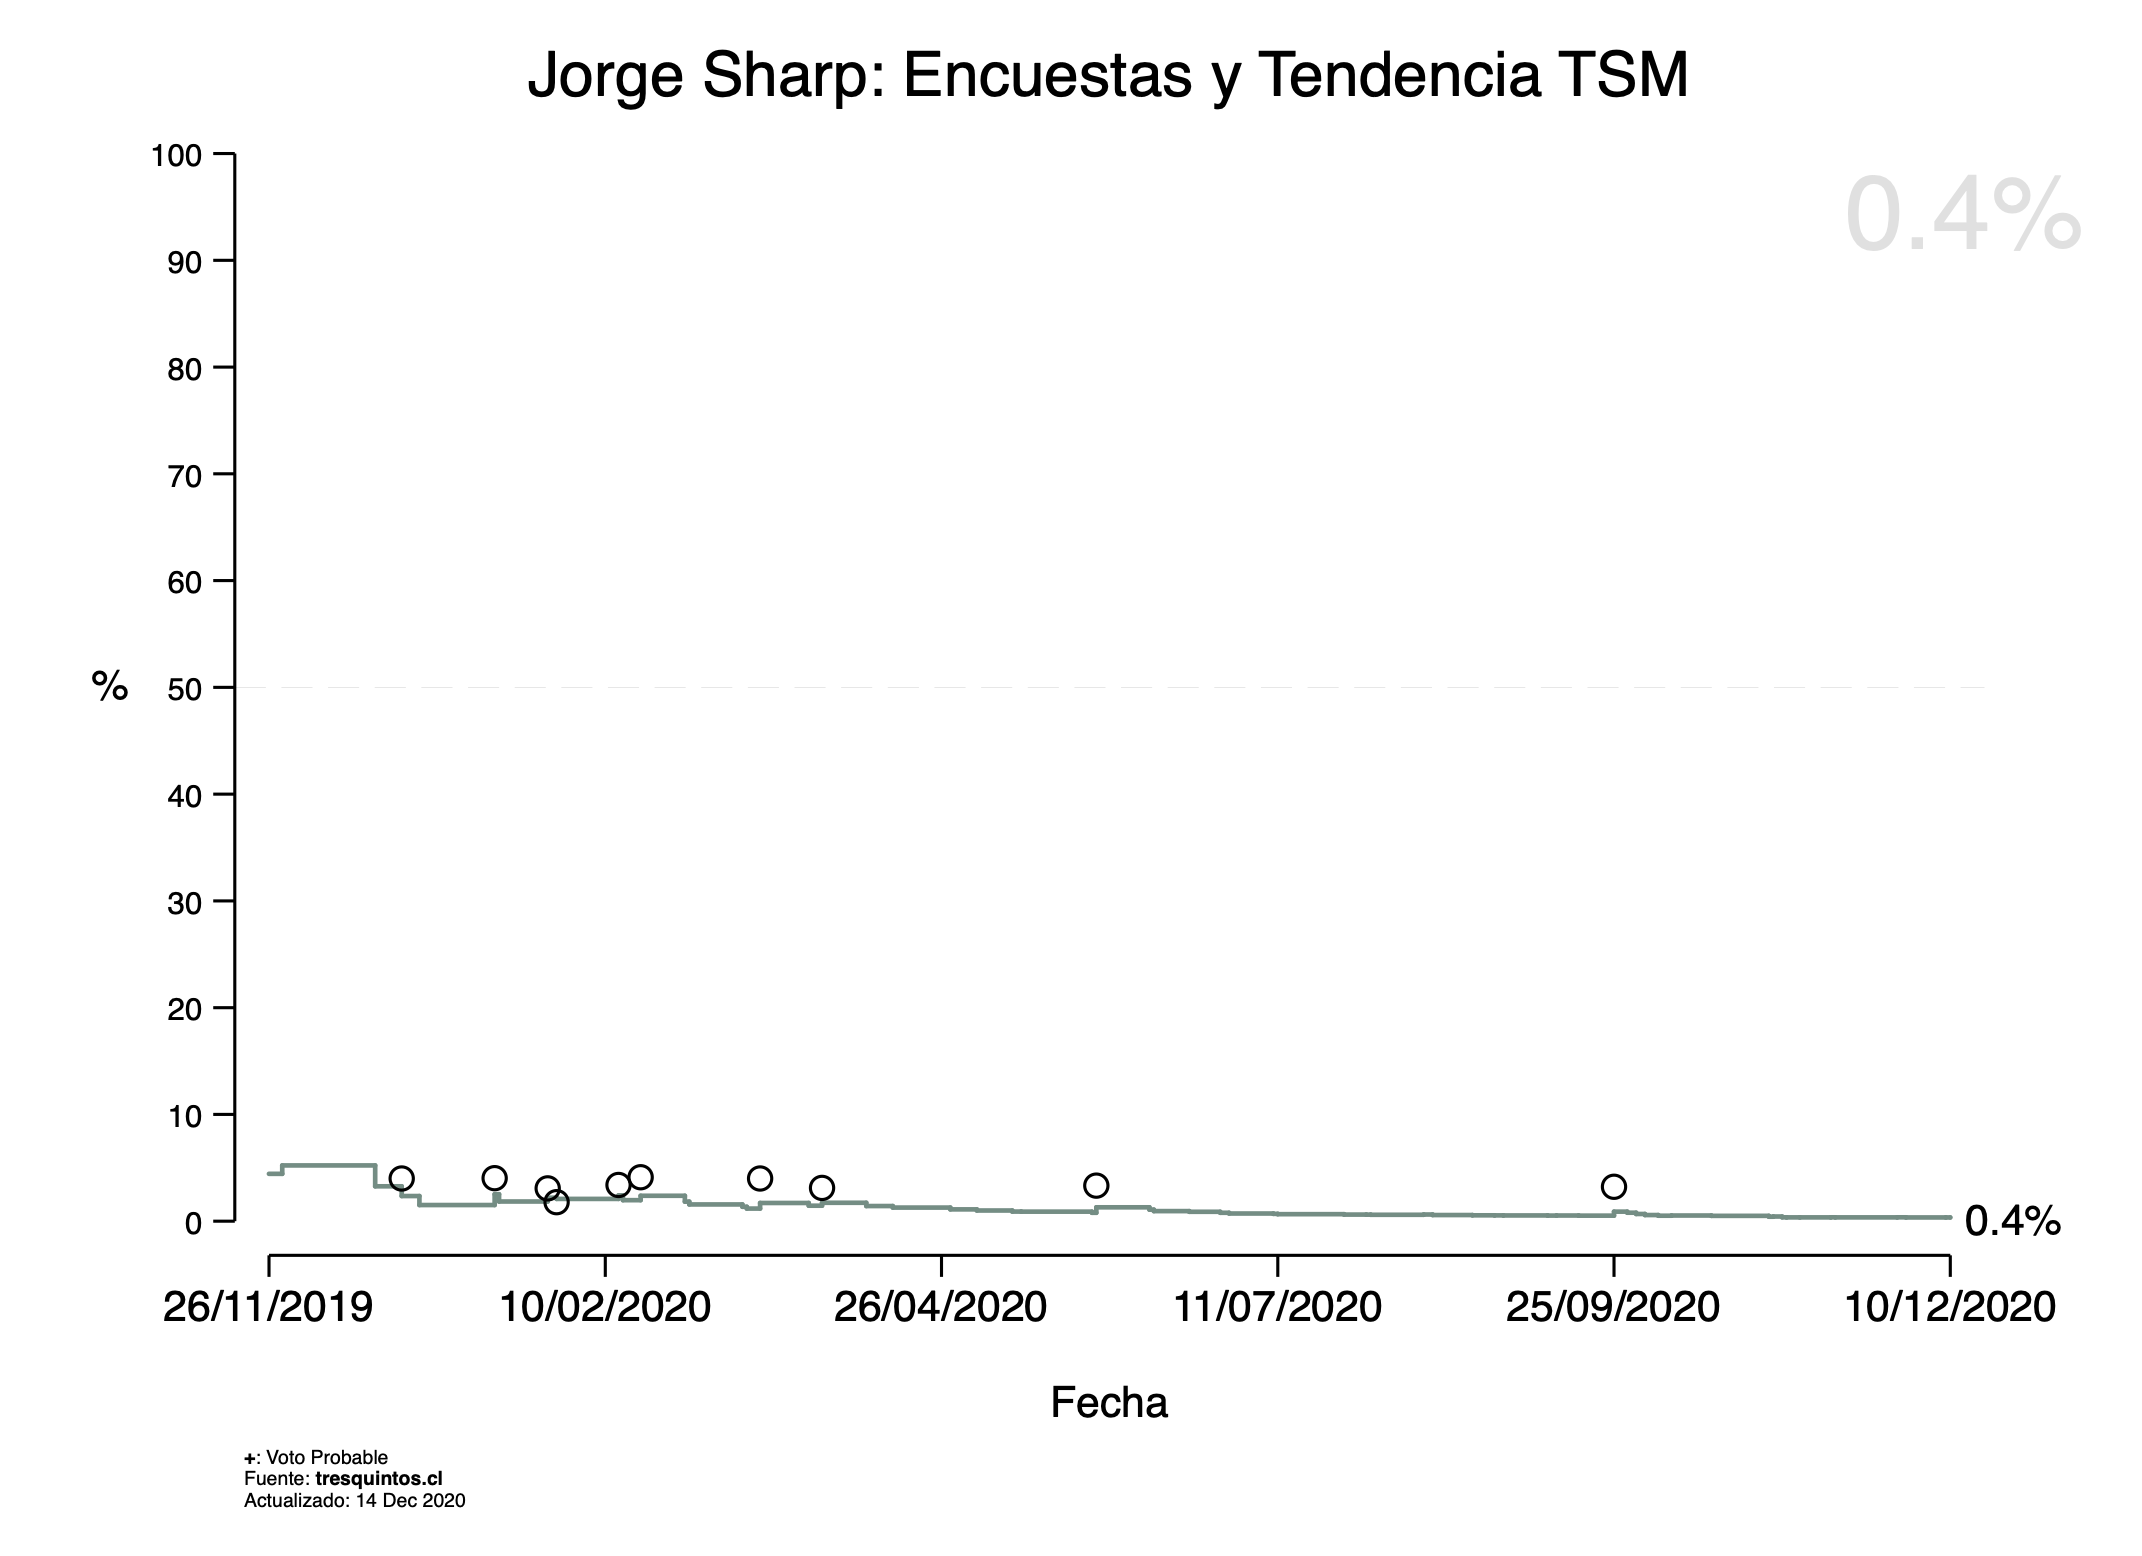 Jorge Sharp: Encuestas y Tendencia TSM
100
0.4%
90
80
70
60
% 50
40
30
20
10
0
0.4%
26/11/2019 10/02/2020 26/04/2020 11/07/2020 25/09/2020 10/12/2020
Fecha
+: Voto Probable
Fuente: tresquintos.cl
Actualizado: 14 Dec 2020